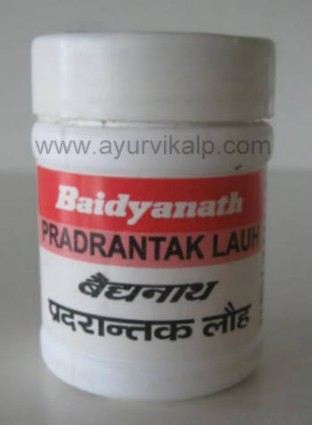 www.ayurvikalp.com
Baidyanath
PRADRANTAK LAUH
बैद्यनाथ
प्रदरान्तक लौह